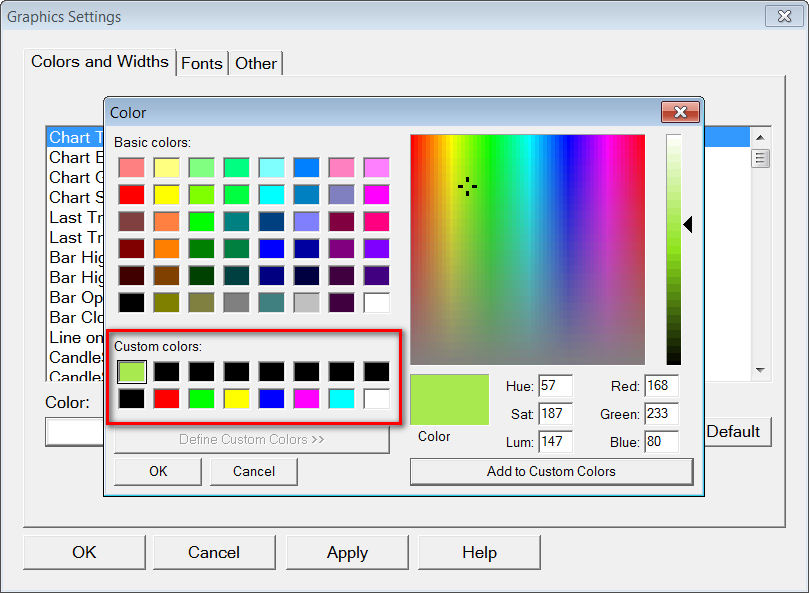 Graphics Settings
Colors and Widths Fonts Other
Color
Basic colors:
Chart T
Chart E
Chart G
Chart S
Last Tr
Last Tr
Bar Hig
Bar Hig
Bar Op
Bar Clo
Line on
Candle
Candle
Custom colors:
Define Custom Colors >>
OK Cancel
Color
Hue: 57 Red: 168
Sat: 187 Green: 233
Lum: 147 Blue: 80
Add to Custom Colors
Color:
Default
OK Cancel Apply Help